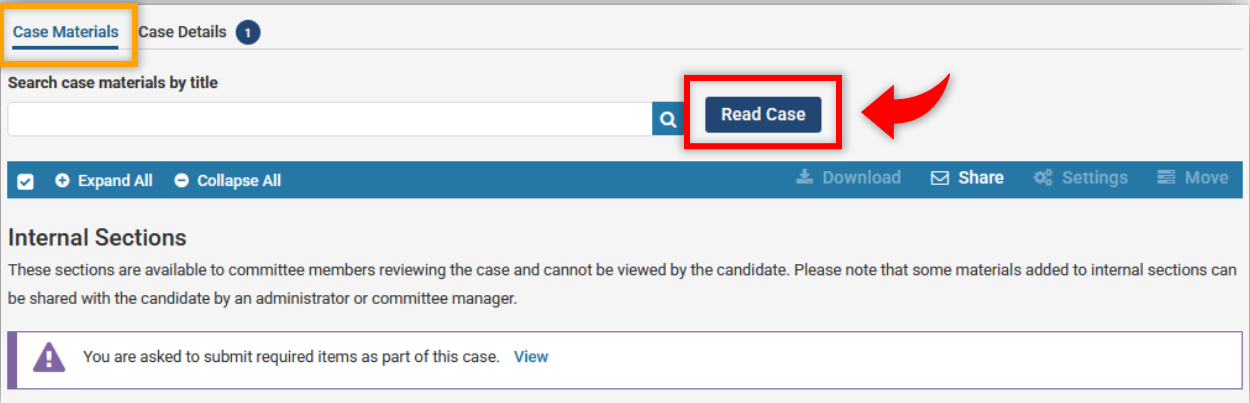 Case Materials Case Details 1
Search case materials by title
Read Case
Expand All Collapse All Download Share Settings Move
Internal Sections
These sections are available to committee members reviewing the case and cannot be viewed by the candidate. Please note that some materials added to internal sections can
be shared with the candidate by an administrator or committee manager.
You are asked to submit required items as part of this case. View